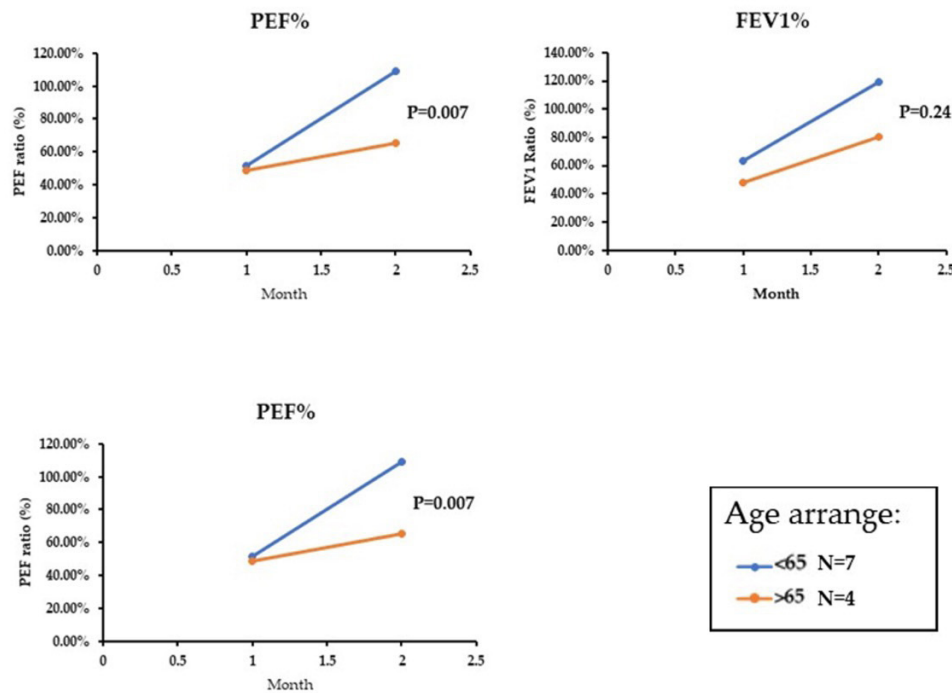 PEF%
120.00%
100.00%
80.00%
60.00%
40.00%
20.00%
0.00%
PEF ratio (%)
P=0.007
0 0.5 1 1.5 2 2.5
Month
FEV1%
140.00%
120.00%
100.00%
80.00%
60.00%
40.00%
20.00%
0.00%
FEV1 Ratio (%)
P=0.24
0 0.5 1 1.5 2 2.5
Month
PEF%
120.00%
100.00%
80.00%
60.00%
40.00%
20.00%
0.00%
PEF ratio (%)
P=0.007
0 0.5 1 1.5 2 2.5
Month
Age arrange:
<65 N=7
>65 N=4